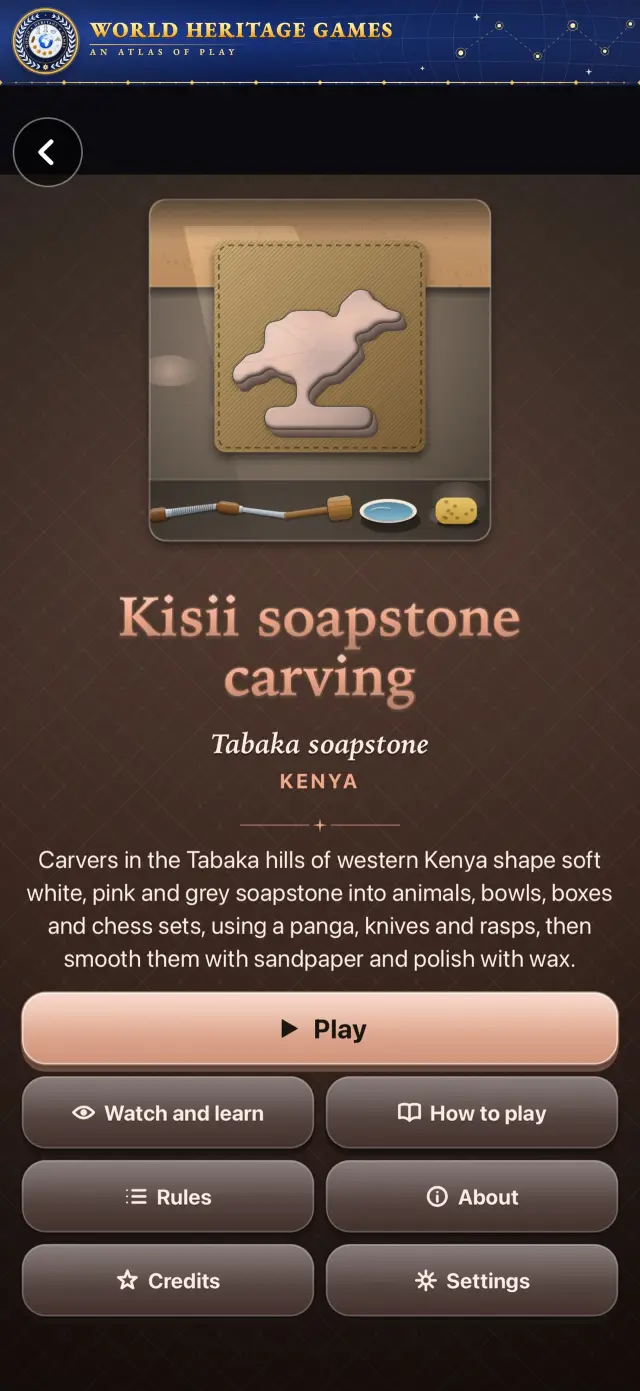 WORLD HERITAGE GAMES
AN ATLAS OF PLAY
Kisii soapstone
carving
Tabaka soapstone
KENYA
Carvers in the Tabaka hills of western Kenya shape soft
white, pink and grey soapstone into animals, bowls, boxes
and chess sets, using a panga, knives and rasps, then
smooth them with sandpaper and polish with wax.
Play
Watch and learn
How to play
Rules
About
Credits
Settings